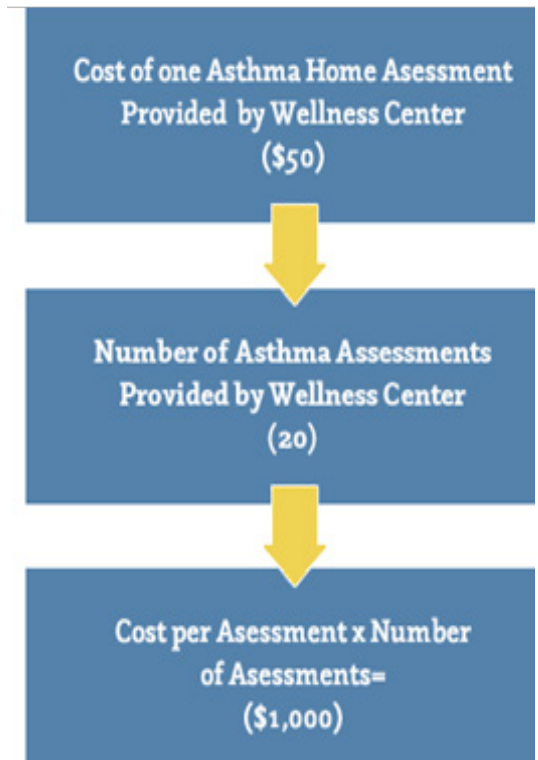 Cost of one Asthma Home Asessment
Provided by Wellness Center
($50)
Number of Asthma Assessments
Provided by Wellness Center
(20)
Cost per Asessment x Number
of Asessments=
($1,000)